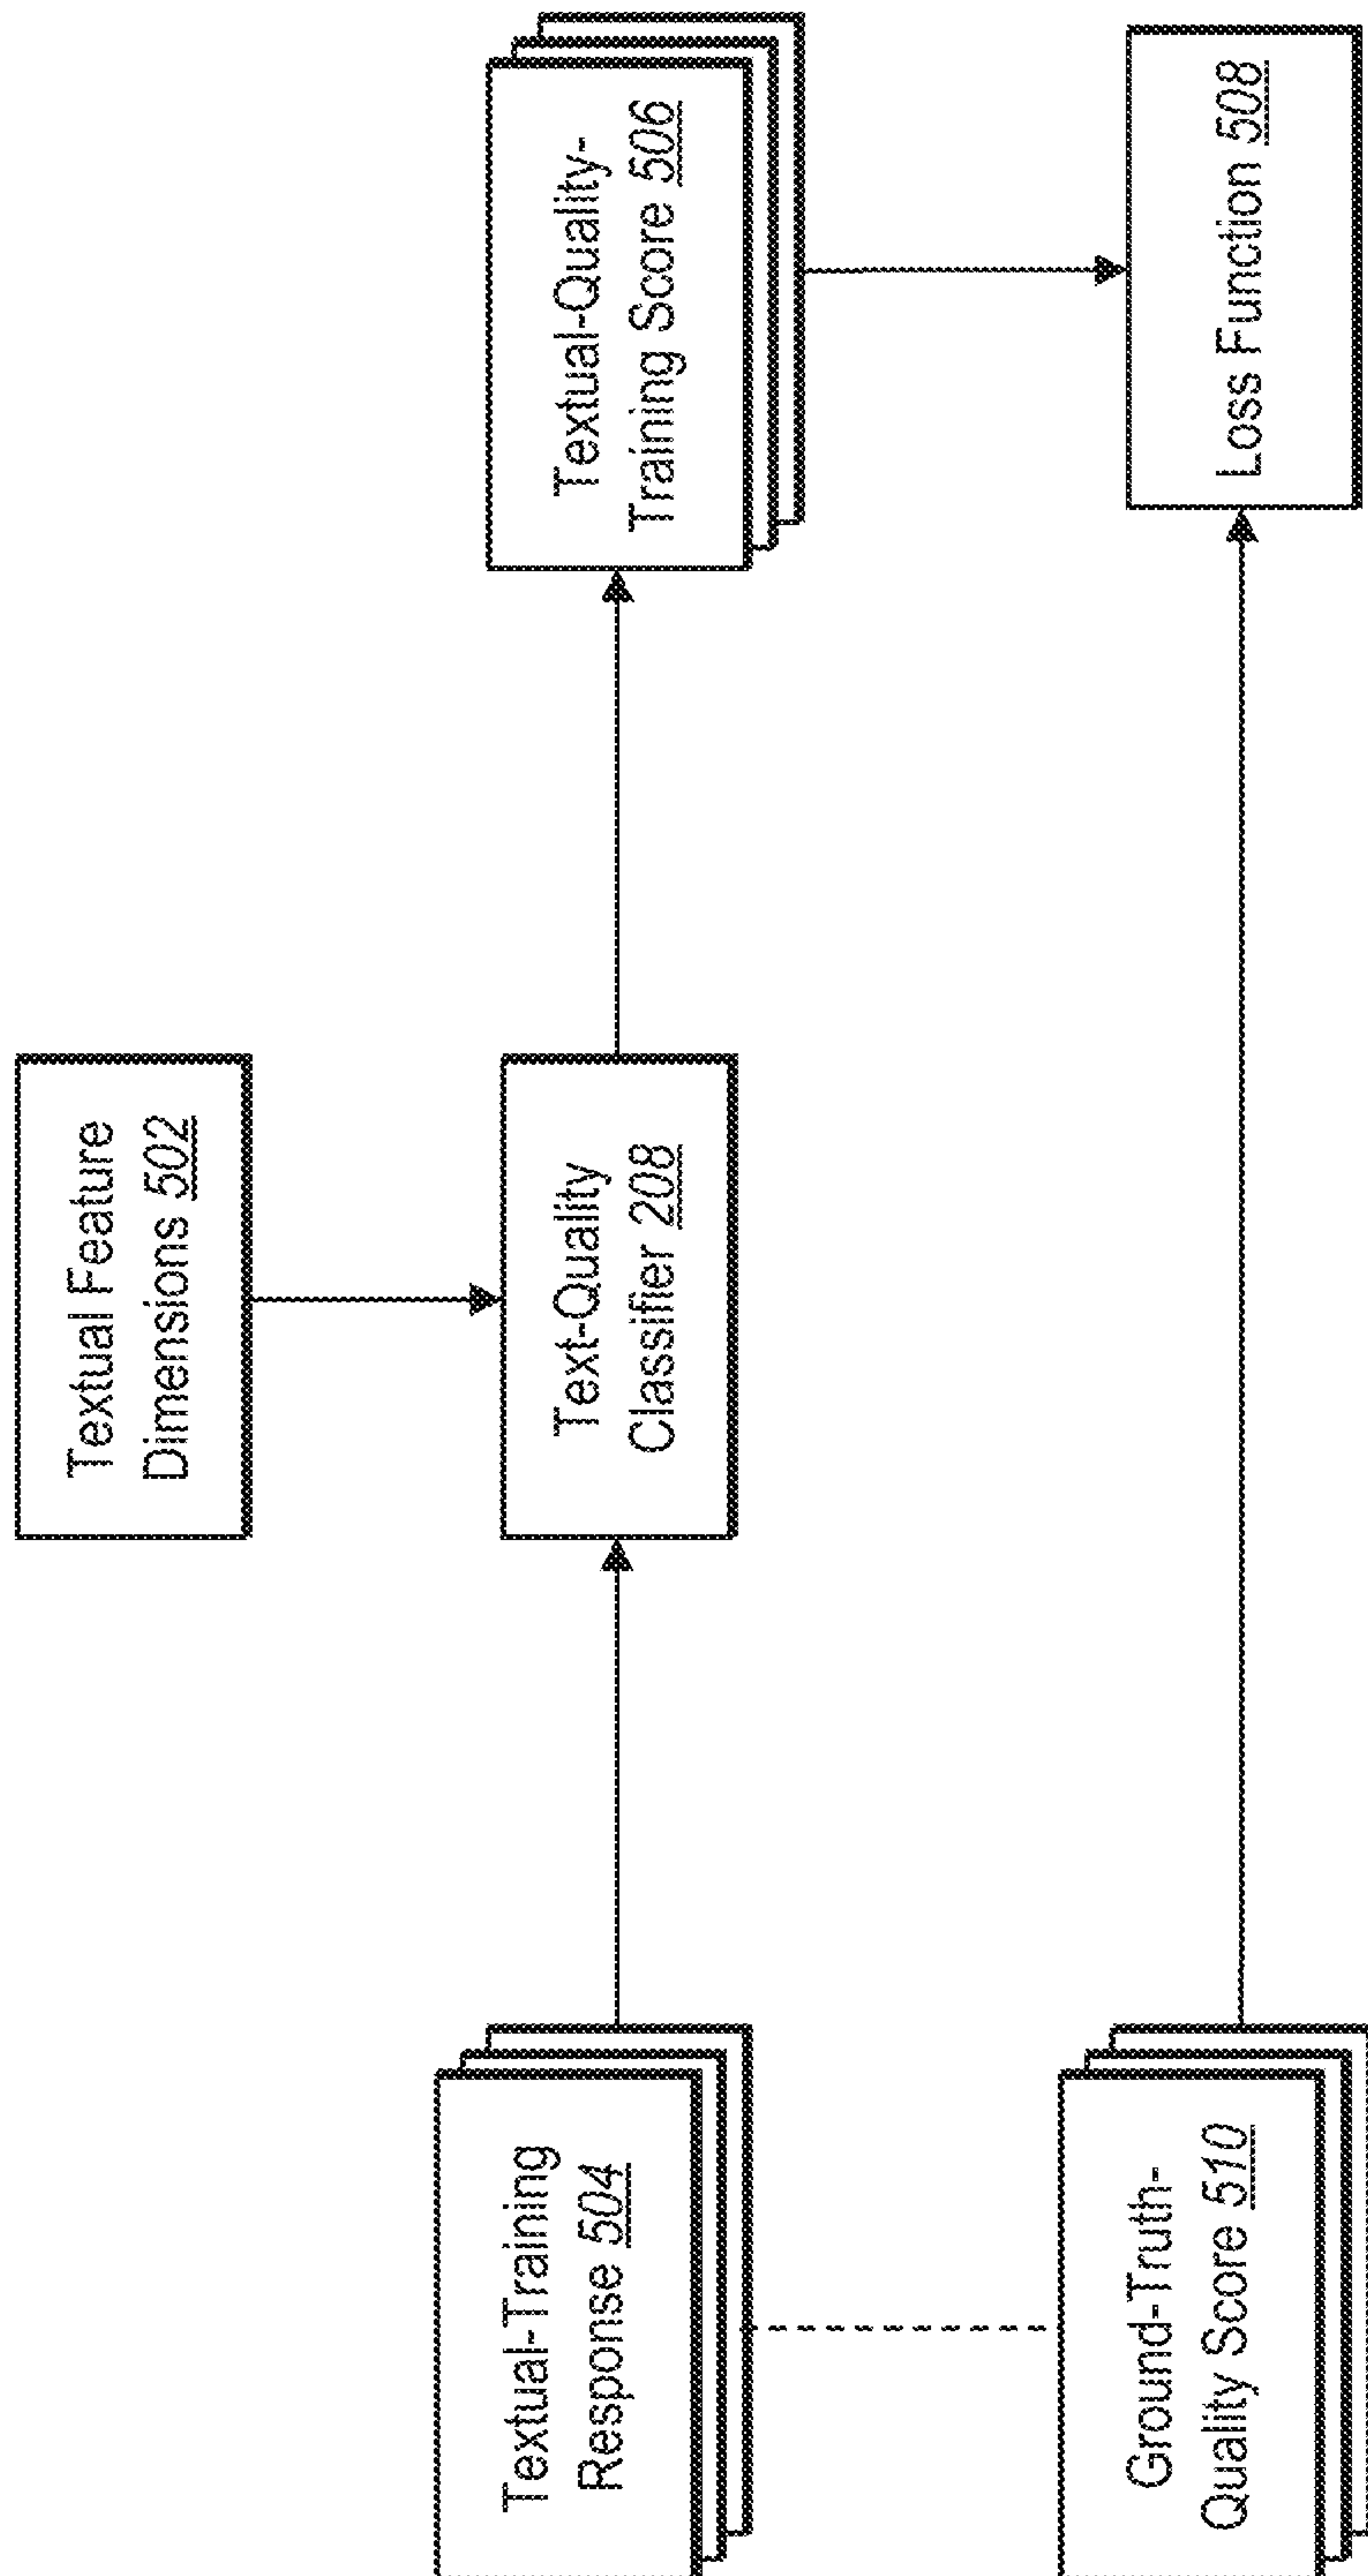 Textual Feature
Dimensions 502
Textual-Training
Response 504
Text-Quality
Classifier 208
Textual-Quality-
Training Score 506
Ground-Truth-
Quality Score 510
Loss Function 508